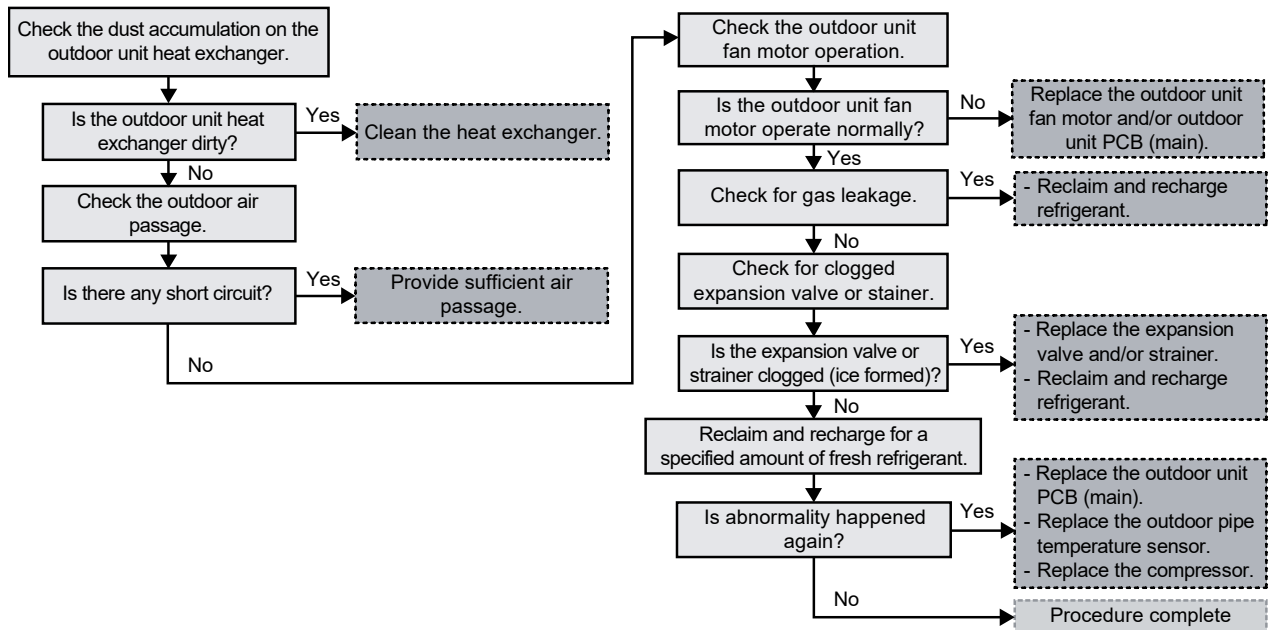 Check the dust accumulation on the
outdoor unit heat exchanger.
Is the outdoor unit heat
exchanger dirty?
Yes
Clean the heat exchanger.
No
Check the outdoor air
passage.
Is there any short circuit?
Yes
Provide sufficient air
passage.
No
Check the outdoor unit
fan motor operation.
Is the outdoor unit fan
motor operate normally?
No
Replace the outdoor unit
fan motor and/or outdoor
unit PCB (main).
Yes
Check for gas leakage.
Yes
- Reclaim and recharge
refrigerant.
No
Check for clogged
expansion valve or stainer.
Is the expansion valve or
strainer clogged (ice formed)?
Yes
- Replace the expansion
valve and/or strainer.
- Reclaim and recharge
refrigerant.
No
Reclaim and recharge for a
specified amount of fresh refrigerant.
Is abnormality happened
again?
Yes
- Replace the outdoor unit
PCB (main).
- Replace the outdoor pipe
temperature sensor.
- Replace the compressor.
No
Procedure complete